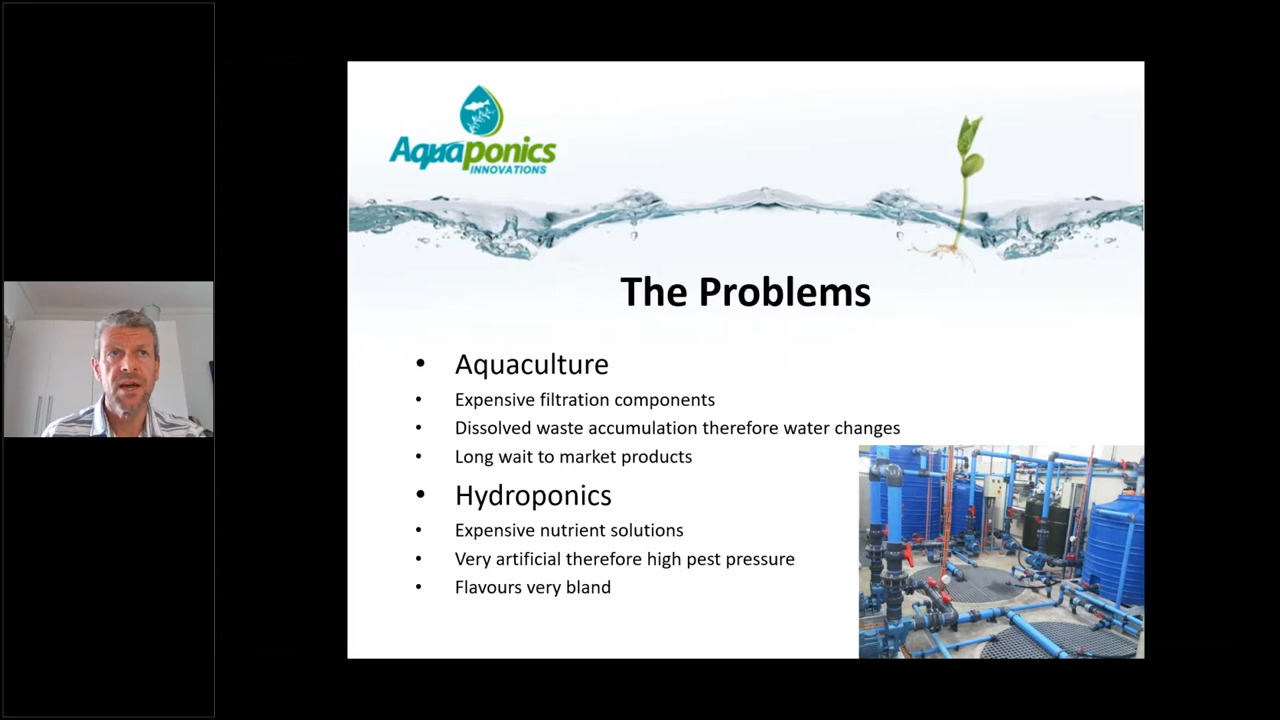 Aquaponics
INNOVATIONS
The Problems
• Aquaculture
• Expensive filtration components
• Dissolved waste accumulation therefore water changes
• Long wait to market products
• Hydroponics
• Expensive nutrient solutions
• Very artificial therefore high pest pressure
• Flavours very bland